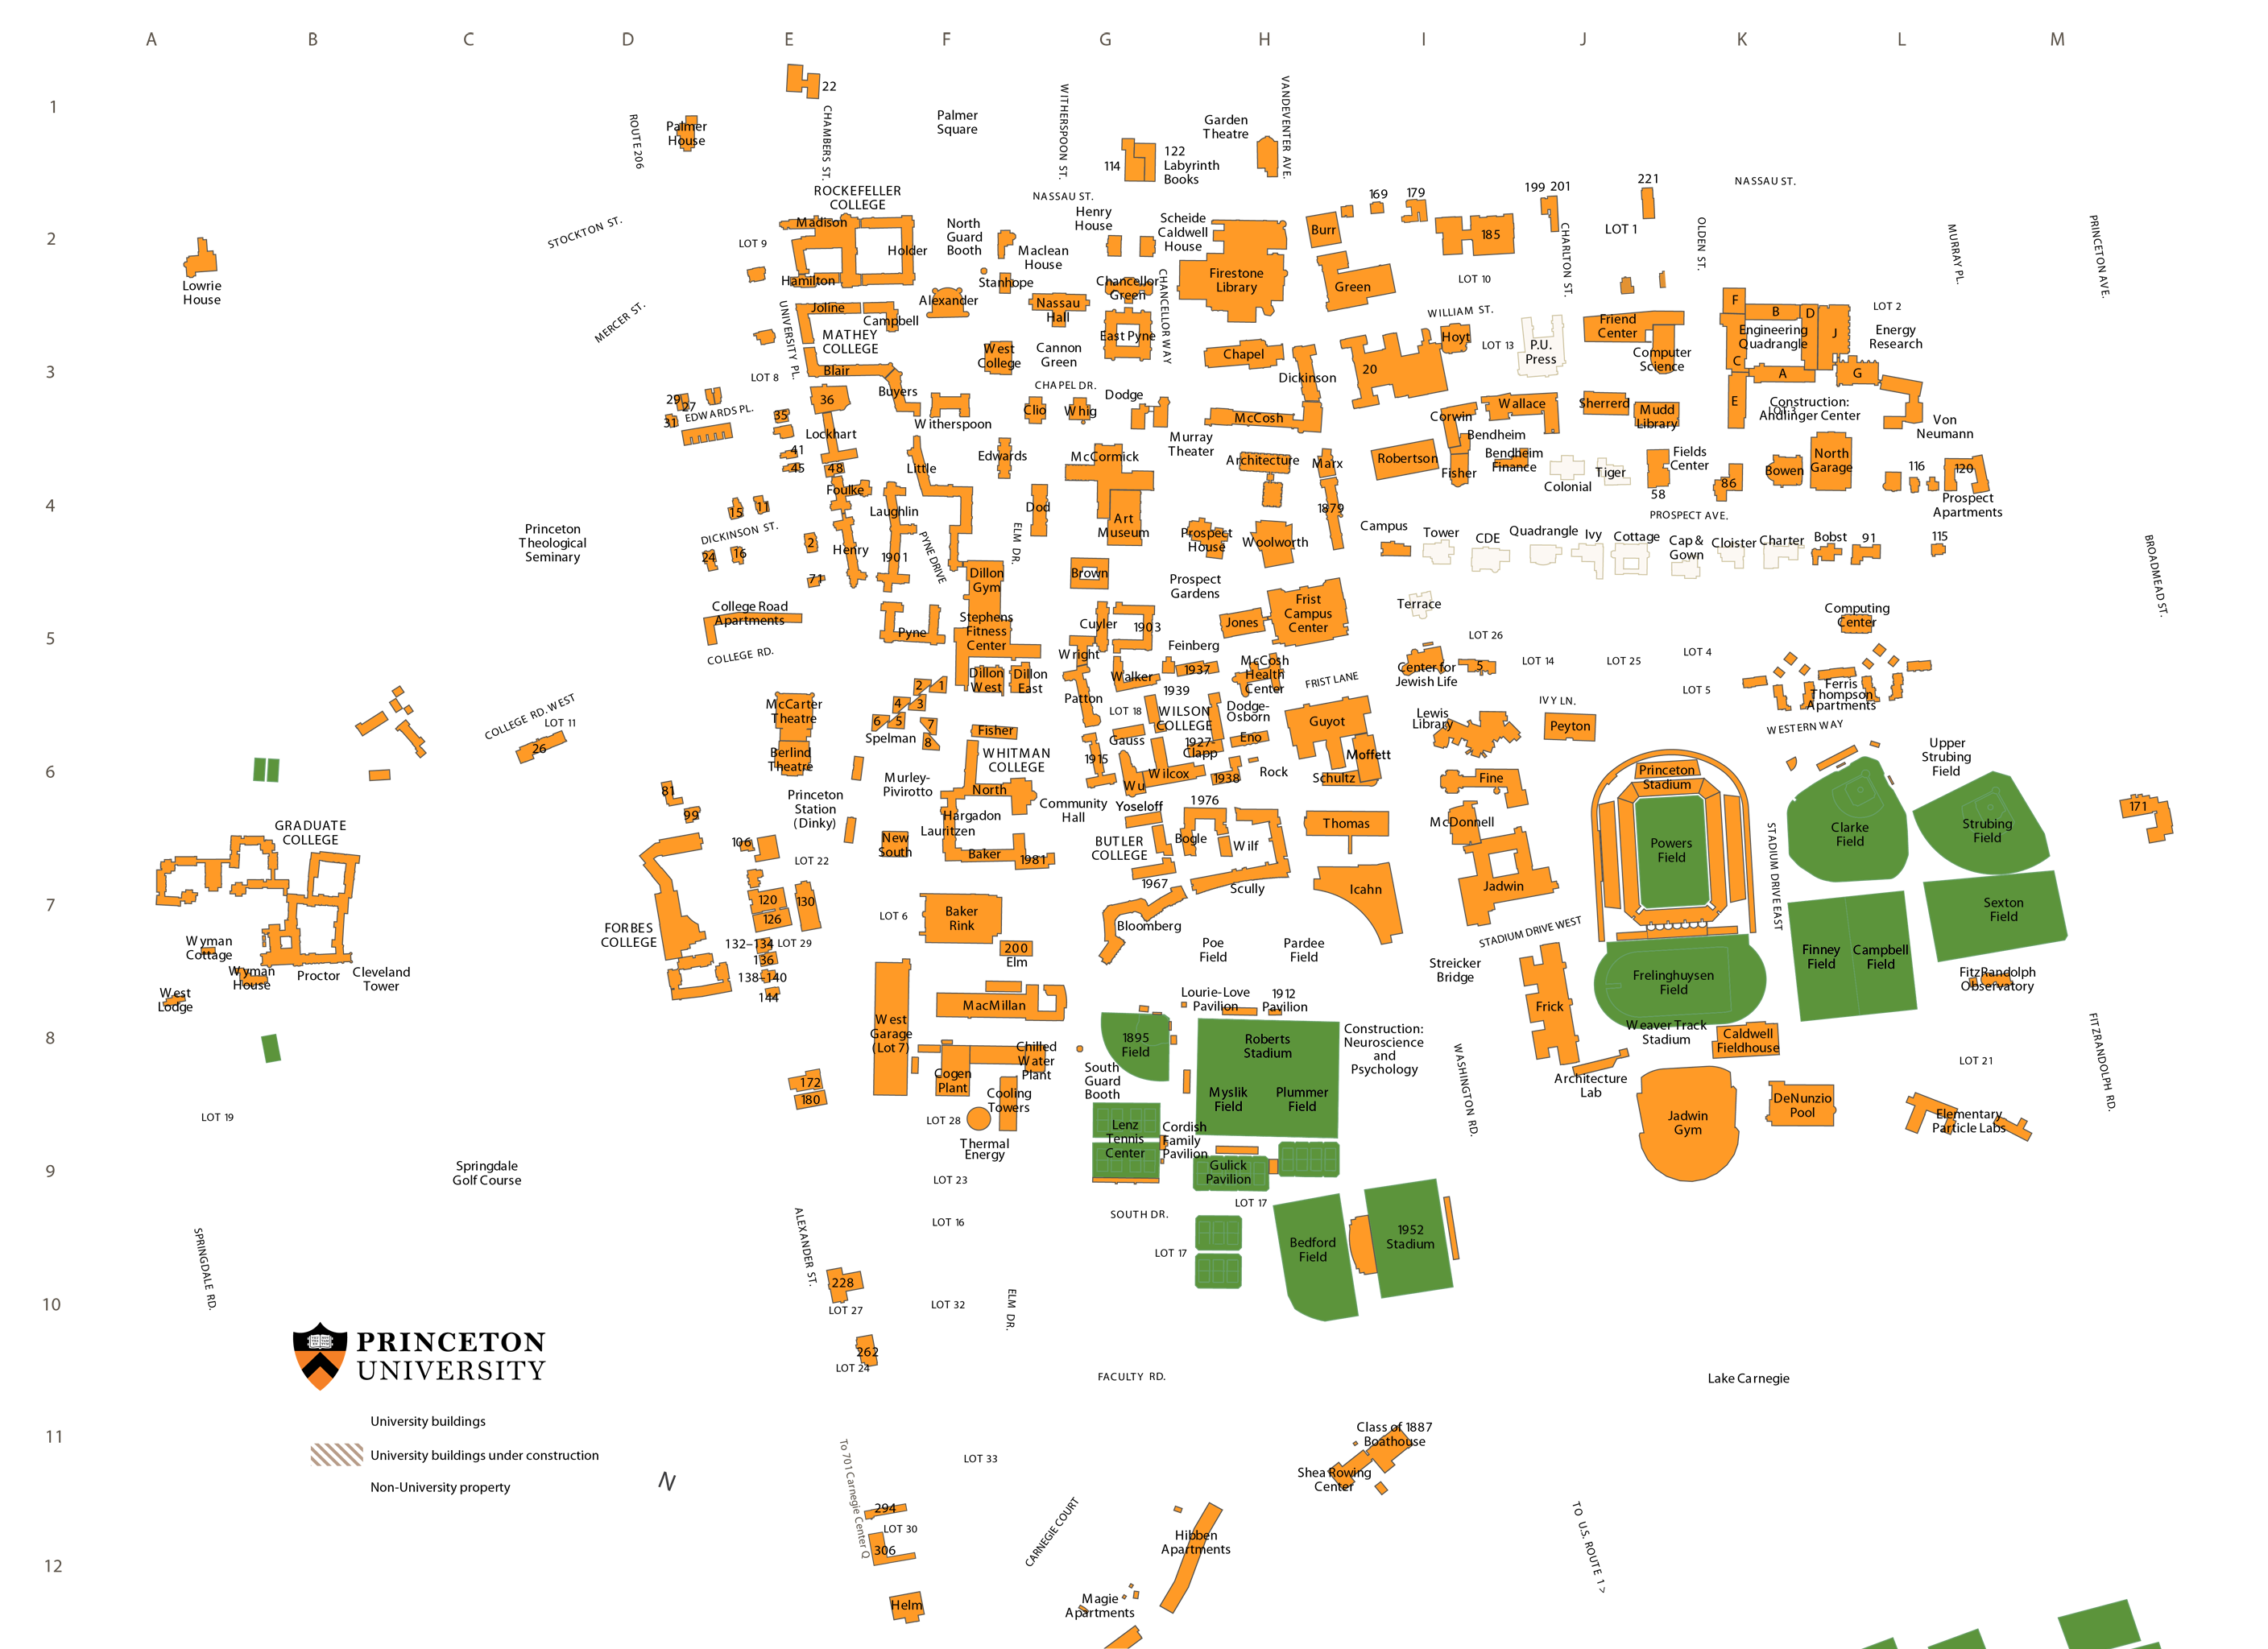 A B C D E F G H I J K L M
1
22
Palmer
House
ROUTE 206
CHAMBERS ST.
Palmer
Square
WITHERSPOON ST.
Garden
Theatre
VANDEVENTER AVE.
114
122
Labyrinth
Books
NASSAU ST.
NASSAU ST.
169
179
199 201
221
2
ROCKEFELLER
COLLEGE
Madison
Holder
Hamilton
STOCKTON ST.
LOT 9
North
Guard
Booth
Maclean
House
Stanhope
Henry
House
Scheide
Caldwell
House
Chancellor
Green
CHANCELLOR WAY
Firestone
Library
Burr
Green
185
LOT 10
CHARLTON ST.
LOT 1
OLDEN ST.
MURRAY PL.
PRINCETON AVE.
Lowrie
House
MERCER ST.
UNIVERSITY PL.
Joline
Campbell
MATHEY
COLLEGE
Blair
Buyers
Alexander
Nassau
Hall
East Pyne
WILLIAM ST.
Hoyt
LOT 13
P.U.
Press
Friend
Center
Computer
Science
F
B
D
J
Engineering
Quadrangle
C
A
G
E
LOT 2
Energy
Research
3
LOT 8
West
College
Cannon
Green
Chapel
Dickinson
20
CHAPEL DR.
Dodge
29
27
31
EDWARDS PL.
35
36
Lockhart
Witherspoon
Clio
Whig
McCosh
Murray
Theater
Corwin
Wallace
Sherrerd
Mudd
Library
Construction:
Andlinger Center
Von
Neumann
41
45
48
Little
Edwards
McCormick
Architecture
Marx
Robertson
Bendheim
Fisher
Bendheim
Finance
Colonial
Tiger
Fields
Center
58
86
Bowen
North
Garage
116
120
Prospect
Apartments
4
Foulke
15
11
Laughlin
Dod
Art
Museum
Prospect
House
Woolworth
1879
Campus
PROSPECT AVE.
Princeton
Theological
Seminary
DICKINSON ST.
24
16
2
Henry
1901
71
PYNE DRIVE
ELM DR.
Tower
CDE
Quadrangle
Ivy
Cottage
Cap &
Gown
Cloister
Charter
Bobst
91
115
BROADMEAD ST.
Dillon
Gym
Brown
Prospect
Gardens
Terrace
5
College Road
Apartments
COLLEGE RD.
Pyne
Stephens
Fitness
Center
Cuyler
1903
Jones
Frist
Campus
Center
LOT 26
Computing
Center
Wright
Feinberg
Walker
1937
McCosh
Health
Center
FRIST LANE
Center for
Jewish Life
5
LOT 14
LOT 25
LOT 4
LOT 5
Ferris
Thompson
Apartments
WESTERN WAY
Dillon
West
Dillon
East
Patton
1939
LOT 18
WILSON
COLLEGE
Dodge-
Osborn
Guyot
Lewis
Library
IVY LN.
Peyton
COLLEGE RD. WEST
LOT 11
26
McCarter
Theatre
Berlind
Theatre
2
1
4
3
6
5
7
8
Spelman
Fisher
WHITMAN
COLLEGE
Gauss
1915
1927-
Clapp
Eno
Moffett
6
Wilcox
Wu
1938
Rock
Schultz
Fine
Princeton
Stadium
Upper
Strubing
Field
81
99
Princeton
Station
(Dinky)
Murley-
Pivirotto
North
Hargadon
Lauritzen
Community
Hall
Yoseloff
1976
GRADUATE
COLLEGE
106
LOT 22
New
South
Baker
1981
BUTLER
COLLEGE
Bogle
Wilf
Thomas
McDonnell
Powers
Field
STADIUM DRIVE EAST
Clarke
Field
Strubing
Field
171
7
FORBES
COLLEGE
120
126
130
LOT 6
Baker
Rink
1967
Scully
Icahn
Jadwin
Sexton
Field
Bloomberg
STADIUM DRIVE WEST
Wyman
Cottage
132–134
LOT 29
136
138–140
144
200
Elm
Poe
Field
Pardee
Field
Streicker
Bridge
Frelinghuysen
Field
Finney
Field
Campbell
Field
FitzRandolph
Observatory
Wyman
House
Proctor
Cleveland
Tower
West
Lodge
8
West
Garage
(Lot 7)
MacMillan
Lourie-Love
Pavilion
1912
Pavilion
Frick
Weaver Track
Stadium
Caldwell
Fieldhouse
Chilled
Water
Plant
Cogen
Plant
Cooling
Towers
1895
Field
South
Guard
Booth
Roberts
Stadium
Myslik
Field
Plummer
Field
Construction:
Neuroscience
and
Psychology
WASHINGTON RD.
Architecture
Lab
LOT 21
FITZRANDOLPH RD.
172
180
LOT 19
LOT 28
Thermal
Energy
Lenz
Tennis
Center
Cordish
Family
Pavilion
Jadwin
Gym
DeNunzio
Pool
Elementary
Particle Labs
9
Springdale
Golf Course
LOT 23
Gulick
Pavilion
LOT 17
LOT 16
SOUTH DR.
LOT 17
Bedford
Field
1952
Stadium
SPRINGDALE RD.
ALEXANDER ST.
228
LOT 27
10
LOT 32
ELM DR.
262
LOT 24
FACULTY RD.
Lake Carnegie
PRINCETON
UNIVERSITY
University buildings
University buildings under construction
Non-University property
N
11
LOT 33
Class of 1887
Boathouse
Shea Rowing
Center
To 701 Carnegie Center Q
294
LOT 30
306
CARNEGIE COURT
Hibben
Apartments
TO U.S. ROUTE 1 >
12
Helm
Magie
Apartments